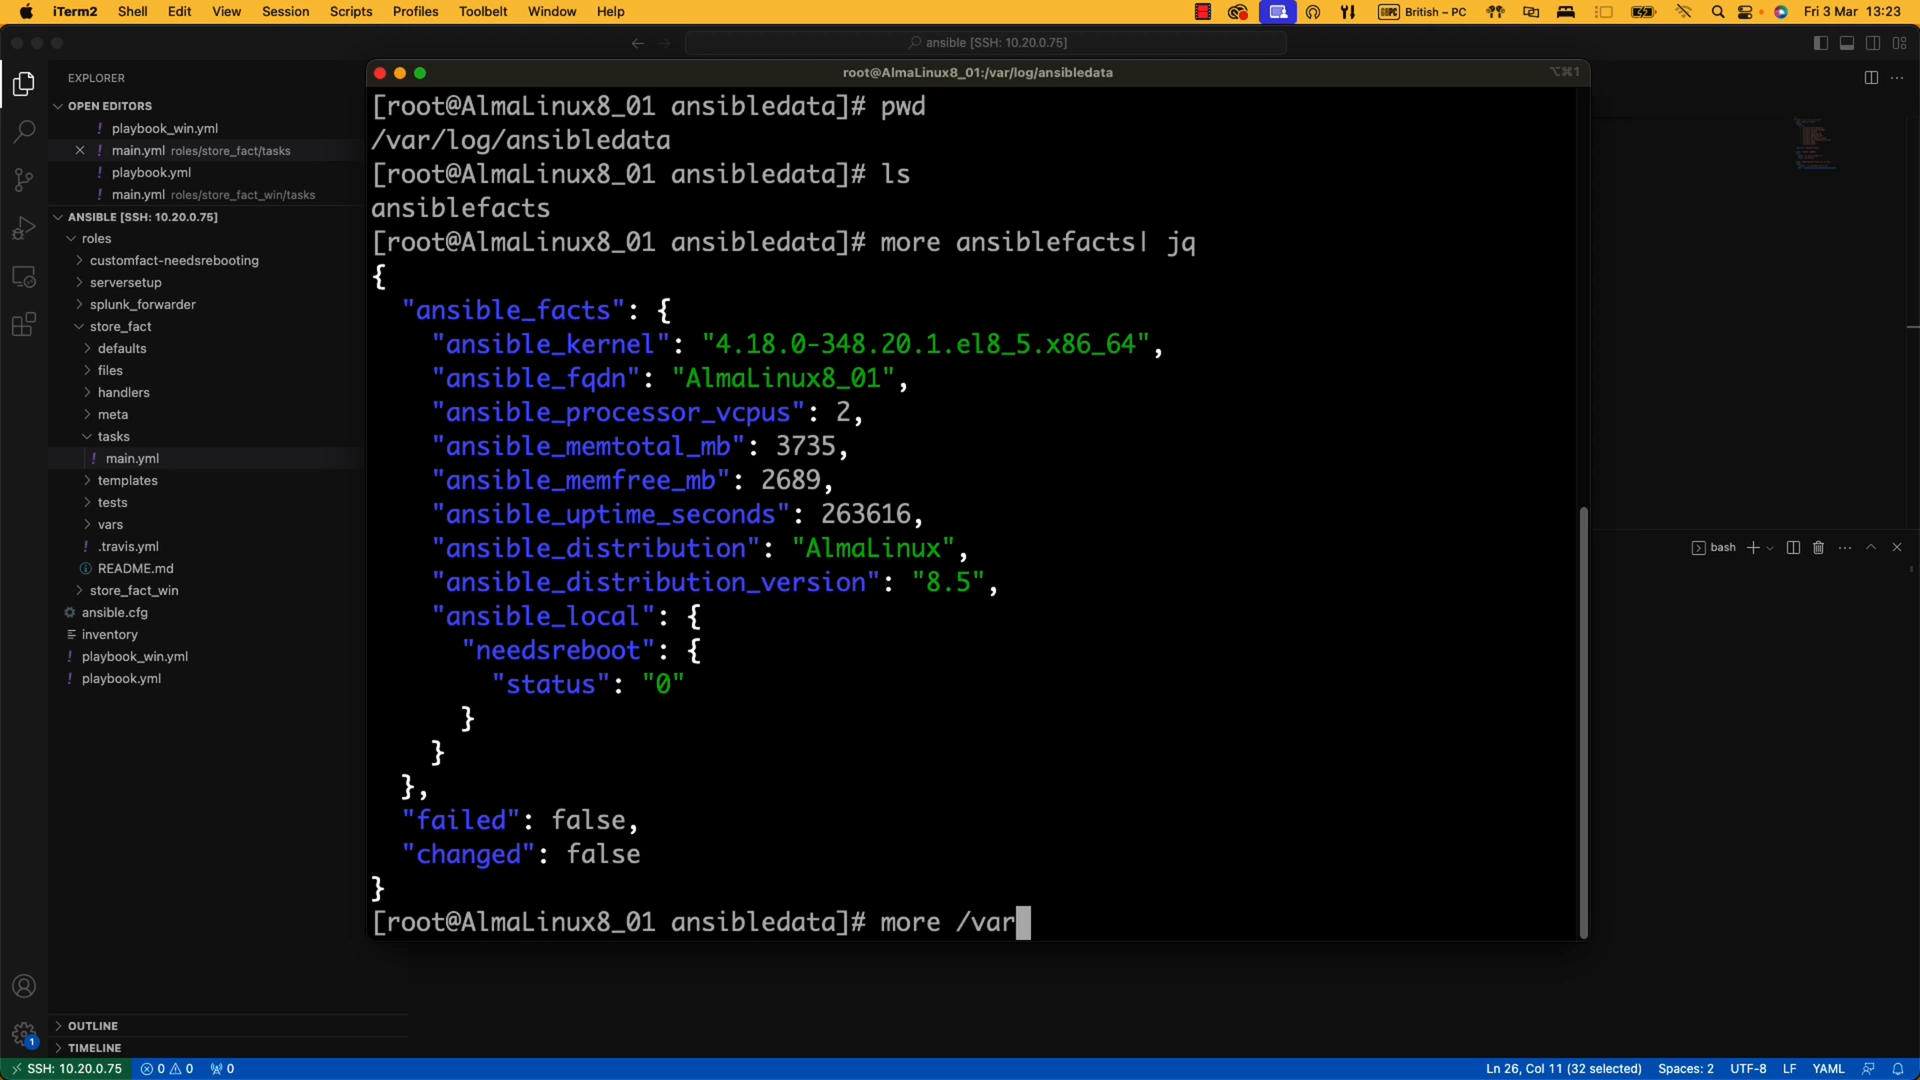 iTerm2 Shell Edit View Session Scripts Profiles Toolbelt Window Help British – PC Fri 3 Mar 13:23
ansible [SSH: 10.20.0.75]
EXPLORER
OPEN EDITORS
playbook_win.yml
main.yml roles/store_fact/tasks
playbook.yml
main.yml roles/store_fact_win/tasks
ANSIBLE [SSH: 10.20.0.75]
roles
customfact-needsrebooting
serversetup
splunk_forwarder
store_fact
defaults
files
handlers
meta
tasks
main.yml
templates
tests
vars
.travis.yml
README.md
store_fact_win
ansible.cfg
inventory
playbook_win.yml
playbook.yml
OUTLINE
TIMELINE
root@AlmaLinux8_01:/var/log/ansibledata
⌥⌘1
[root@AlmaLinux8_01 ansibledata]# pwd
/var/log/ansibledata
[root@AlmaLinux8_01 ansibledata]# ls
ansiblefacts
[root@AlmaLinux8_01 ansibledata]# more ansiblefacts| jq
{
  "ansible_facts": {
    "ansible_kernel": "4.18.0-348.20.1.el8_5.x86_64",
    "ansible_fqdn": "AlmaLinux8_01",
    "ansible_processor_vcpus": 2,
    "ansible_memtotal_mb": 3735,
    "ansible_memfree_mb": 2689,
    "ansible_uptime_seconds": 263616,
    "ansible_distribution": "AlmaLinux",
    "ansible_distribution_version": "8.5",
    "ansible_local": {
      "needsreboot": {
        "status": "0"
      }
    }
  },
  "failed": false,
  "changed": false
}
[root@AlmaLinux8_01 ansibledata]# more /var
bash
1
SSH: 10.20.0.75 0 0 0 Ln 26, Col 11 (32 selected) Spaces: 2 UTF-8 LF YAML